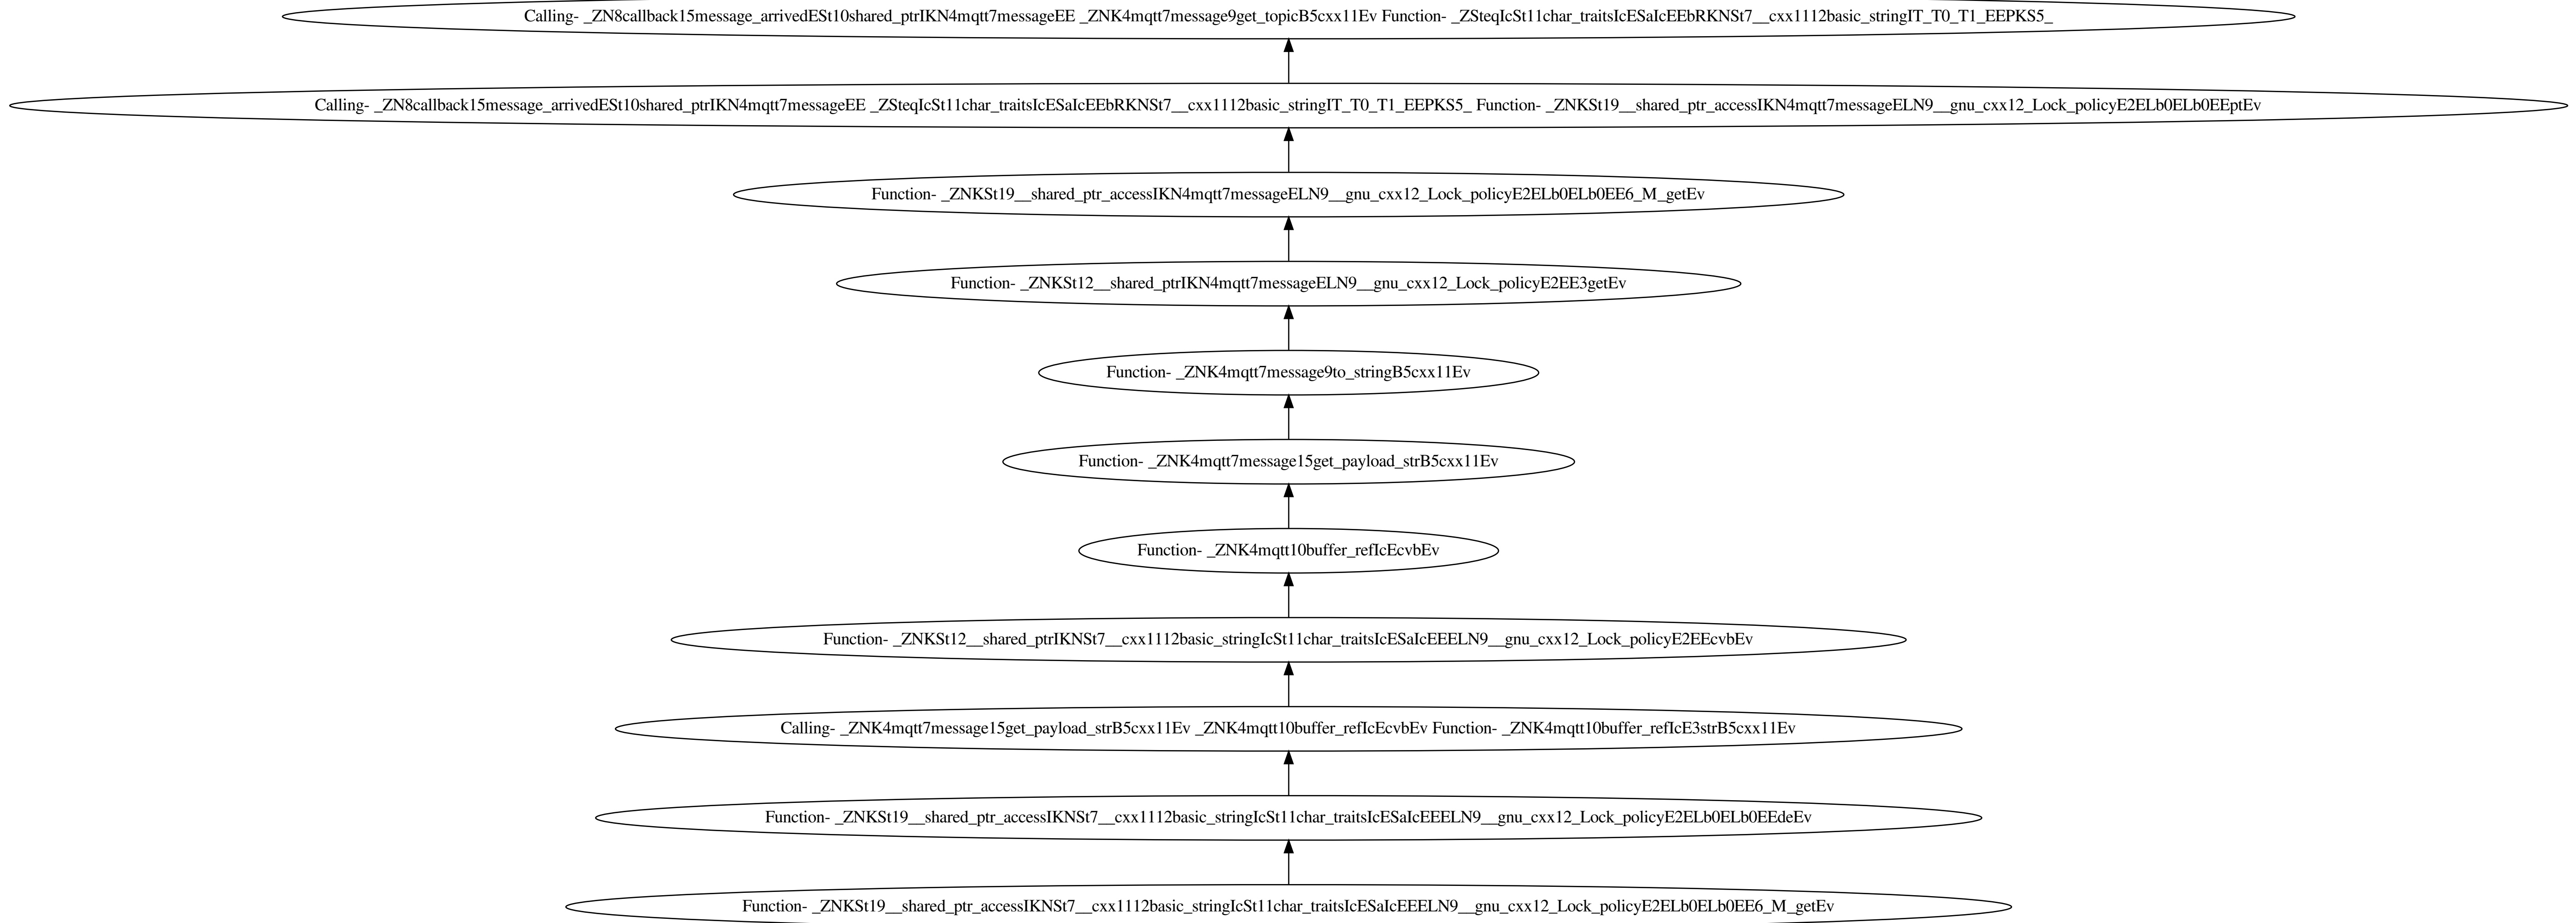 Calling- _ZN8callback15message_arrivedESt10shared_ptrIKN4mqtt7messageEE _ZNK4mqtt7message9get_topicB5cxx11Ev Function- _ZSteqIcSt11char_traitsIcESaIcEEbRKNSt7__cxx1112basic_stringIT_T0_T1_EEPKS5_
Calling- _ZN8callback15message_arrivedESt10shared_ptrIKN4mqtt7messageEE _ZSteqIcSt11char_traitsIcESaIcEEbRKNSt7__cxx1112basic_stringIT_T0_T1_EEPKS5_ Function- _ZNKSt19__shared_ptr_accessIKN4mqtt7messageELN9__gnu_cxx12_Lock_policyE2ELb0ELb0EEptEv
Function- _ZNKSt19__shared_ptr_accessIKN4mqtt7messageELN9__gnu_cxx12_Lock_policyE2ELb0ELb0EE6_M_getEv
Function- _ZNKSt12__shared_ptrIKN4mqtt7messageELN9__gnu_cxx12_Lock_policyE2EE3getEv
Function- _ZNK4mqtt7message9to_stringB5cxx11Ev
Function- _ZNK4mqtt7message15get_payload_strB5cxx11Ev
Function- _ZNK4mqtt10buffer_refIcEcvbEv
Function- _ZNKSt12__shared_ptrIKNSt7__cxx1112basic_stringIcSt11char_traitsIcESaIcEEELN9__gnu_cxx12_Lock_policyE2EEcvbEv
Calling- _ZNK4mqtt7message15get_payload_strB5cxx11Ev _ZNK4mqtt10buffer_refIcEcvbEv Function- _ZNK4mqtt10buffer_refIcE3strB5cxx11Ev
Function- _ZNKSt19__shared_ptr_accessIKNSt7__cxx1112basic_stringIcSt11char_traitsIcESaIcEEELN9__gnu_cxx12_Lock_policyE2ELb0ELb0EEdeEv
Function- _ZNKSt19__shared_ptr_accessIKNSt7__cxx1112basic_stringIcSt11char_traitsIcESaIcEEELN9__gnu_cxx12_Lock_policyE2ELb0ELb0EE6_M_getEv